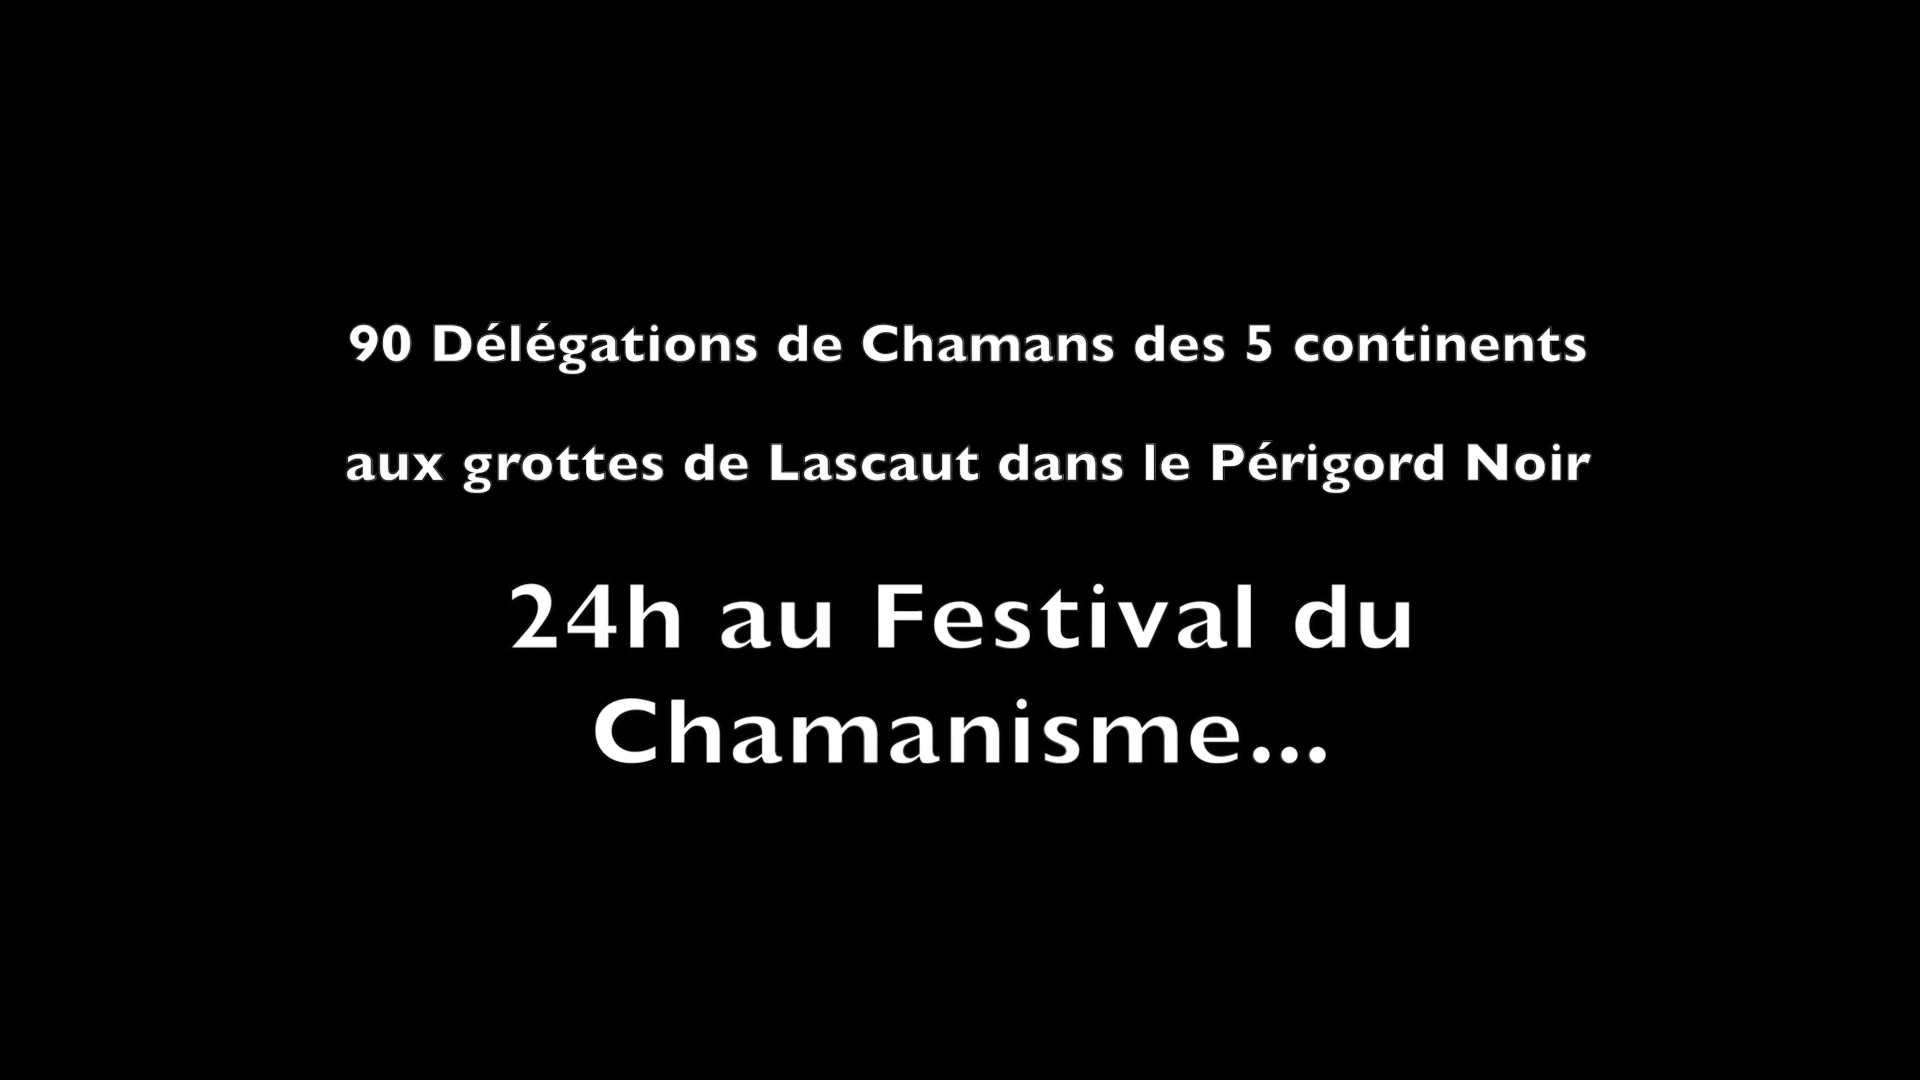 90 Délégations de Chamans des 5 continents
aux grottes de Lascaut dans le Périgord Noir
24h au Festival du
Chamanisme...